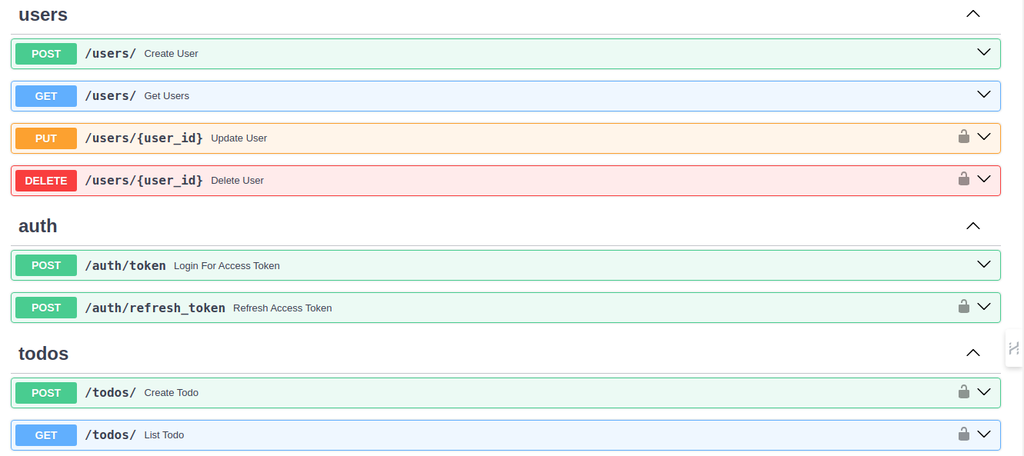 users
POST /users/ Create User
GET /users/ Get Users
PUT /users/{user_id} Update User
DELETE /users/{user_id} Delete User
auth
POST /auth/token Login For Access Token
POST /auth/refresh_token Refresh Access Token
todos
POST /todos/ Create Todo
GET /todos/ List Todo